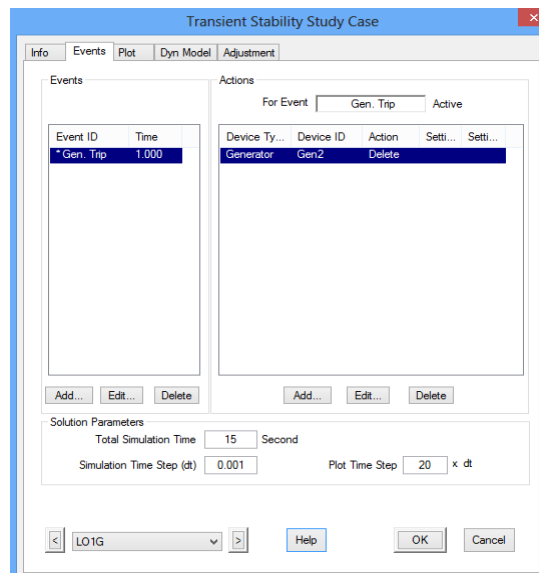 Transient Stability Study Case
Info Events Plot Dyn Model Adjustment
Events
Actions
For Event Gen. Trip Active
Event ID Time
* Gen. Trip 1.000
Device Ty... Device ID Action Setti... Setti...
Generator Gen2 Delete
Add... Edit... Delete
Add... Edit... Delete
Solution Parameters
Total Simulation Time 15 Second
Simulation Time Step (dt) 0.001 Plot Time Step 20 x dt
< LO1G > Help OK Cancel